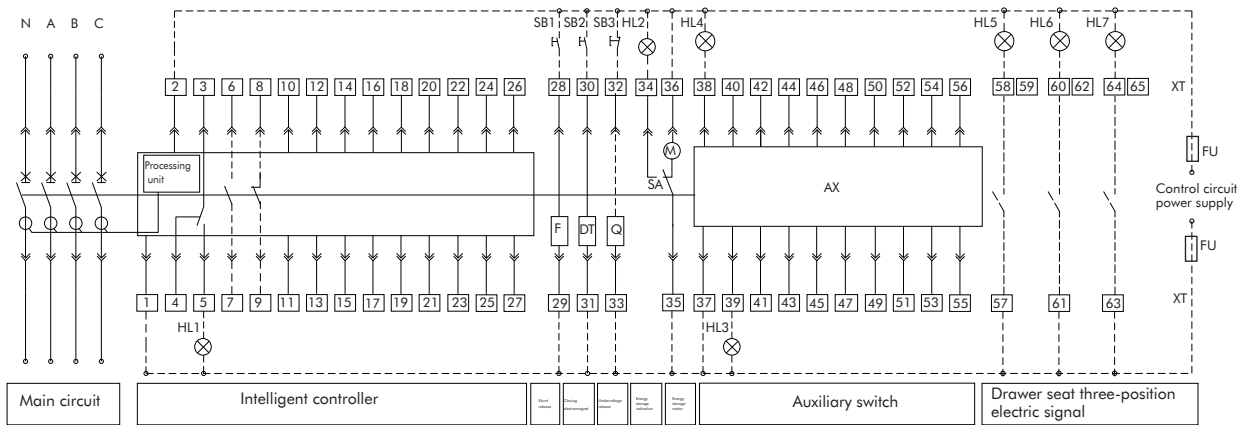 N A B C
SB1 SB2 SB3 HL2 HL4 HL5 HL6 HL7
2 3 6 8 10 12 14 16 18 20 22 24 26 28 30 32 34 36 38 40 42 44 46 48 50 52 54 56 58 59 60 62 64 65 XT
FU
Processing
unit
M
SA
AX
Control circuit
power supply
F DT Q
FU
1 4 5 7 9 11 13 15 17 19 21 23 25 27 29 31 33 35 37 39 41 43 45 47 49 51 53 55 57 61 63 XT
HL1 HL3
Main circuit
Intelligent controller
Shunt
release
Closing
electromagnet
Undervoltage
release
Energy
storage
indication
Energy
storage
motor
Auxiliary switch
Drawer seat three-position
electric signal